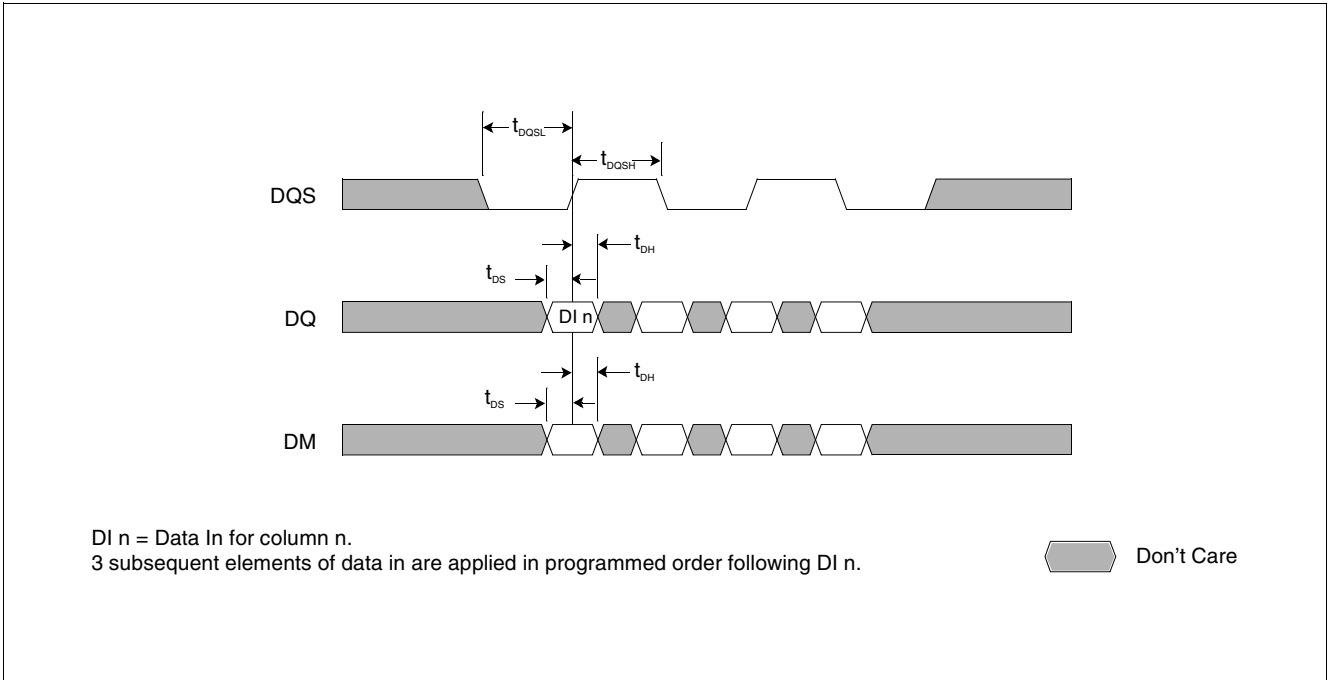 tDQSL
tDQSH
DQS
tDH
tDS
DQ
DI n
tDH
tDS
DM
DI n = Data In for column n.
3 subsequent elements of data in are applied in programmed order following DI n.
Don't Care